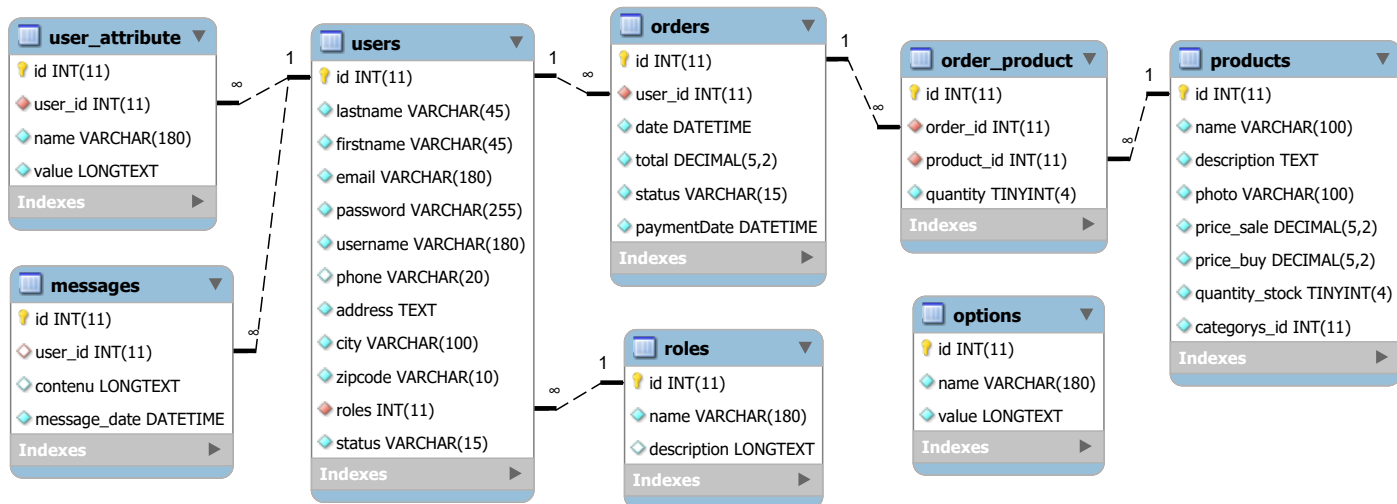 user_attribute
id INT(11)
user_id INT(11)
name VARCHAR(180)
value LONGTEXT
Indexes
messages
id INT(11)
user_id INT(11)
contenu LONGTEXT
message_date DATETIME
Indexes
users
id INT(11)
lastname VARCHAR(45)
firstname VARCHAR(45)
email VARCHAR(180)
password VARCHAR(255)
username VARCHAR(180)
phone VARCHAR(20)
address TEXT
city VARCHAR(100)
zipcode VARCHAR(10)
roles INT(11)
status VARCHAR(15)
Indexes
orders
id INT(11)
user_id INT(11)
date DATETIME
total DECIMAL(5,2)
status VARCHAR(15)
paymentDate DATETIME
Indexes
roles
id INT(11)
name VARCHAR(180)
description LONGTEXT
Indexes
order_product
id INT(11)
order_id INT(11)
product_id INT(11)
quantity TINYINT(4)
Indexes
options
id INT(11)
name VARCHAR(180)
value LONGTEXT
Indexes
products
id INT(11)
name VARCHAR(100)
description TEXT
photo VARCHAR(100)
price_sale DECIMAL(5,2)
price_buy DECIMAL(5,2)
quantity_stock TINYINT(4)
categorys_id INT(11)
Indexes
1
∞
∞
1
∞
1
∞
1
∞
1
∞